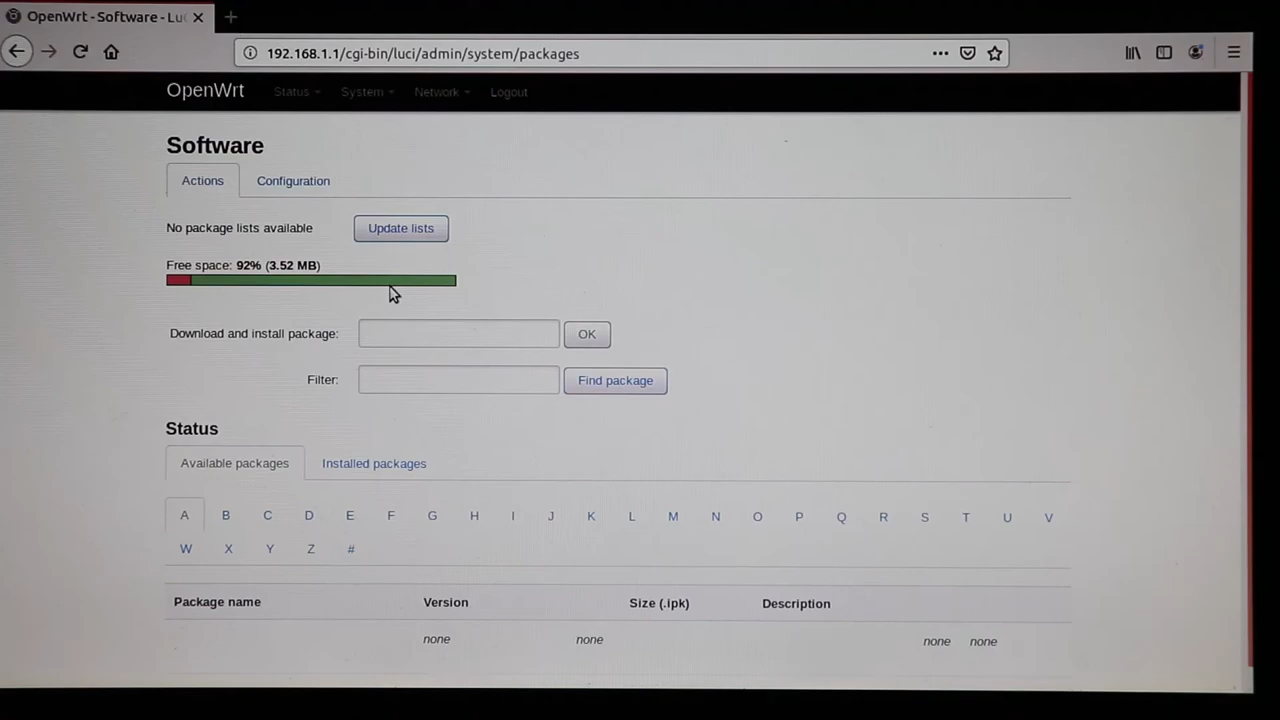 OpenWrt - Software - Lu
192.168.1.1/cgi-bin/luci/admin/system/packages
OpenWrt Status System Network Logout
Software
Actions Configuration
No package lists available Update lists
Free space: 92% (3.52 MB)
Download and install package: OK
Filter: Find package
Status
Available packages Installed packages
A B C D E F G H I J K L M N O P Q R S T U V
W X Y Z #
Package name Version Size (.ipk) Description
none none none none